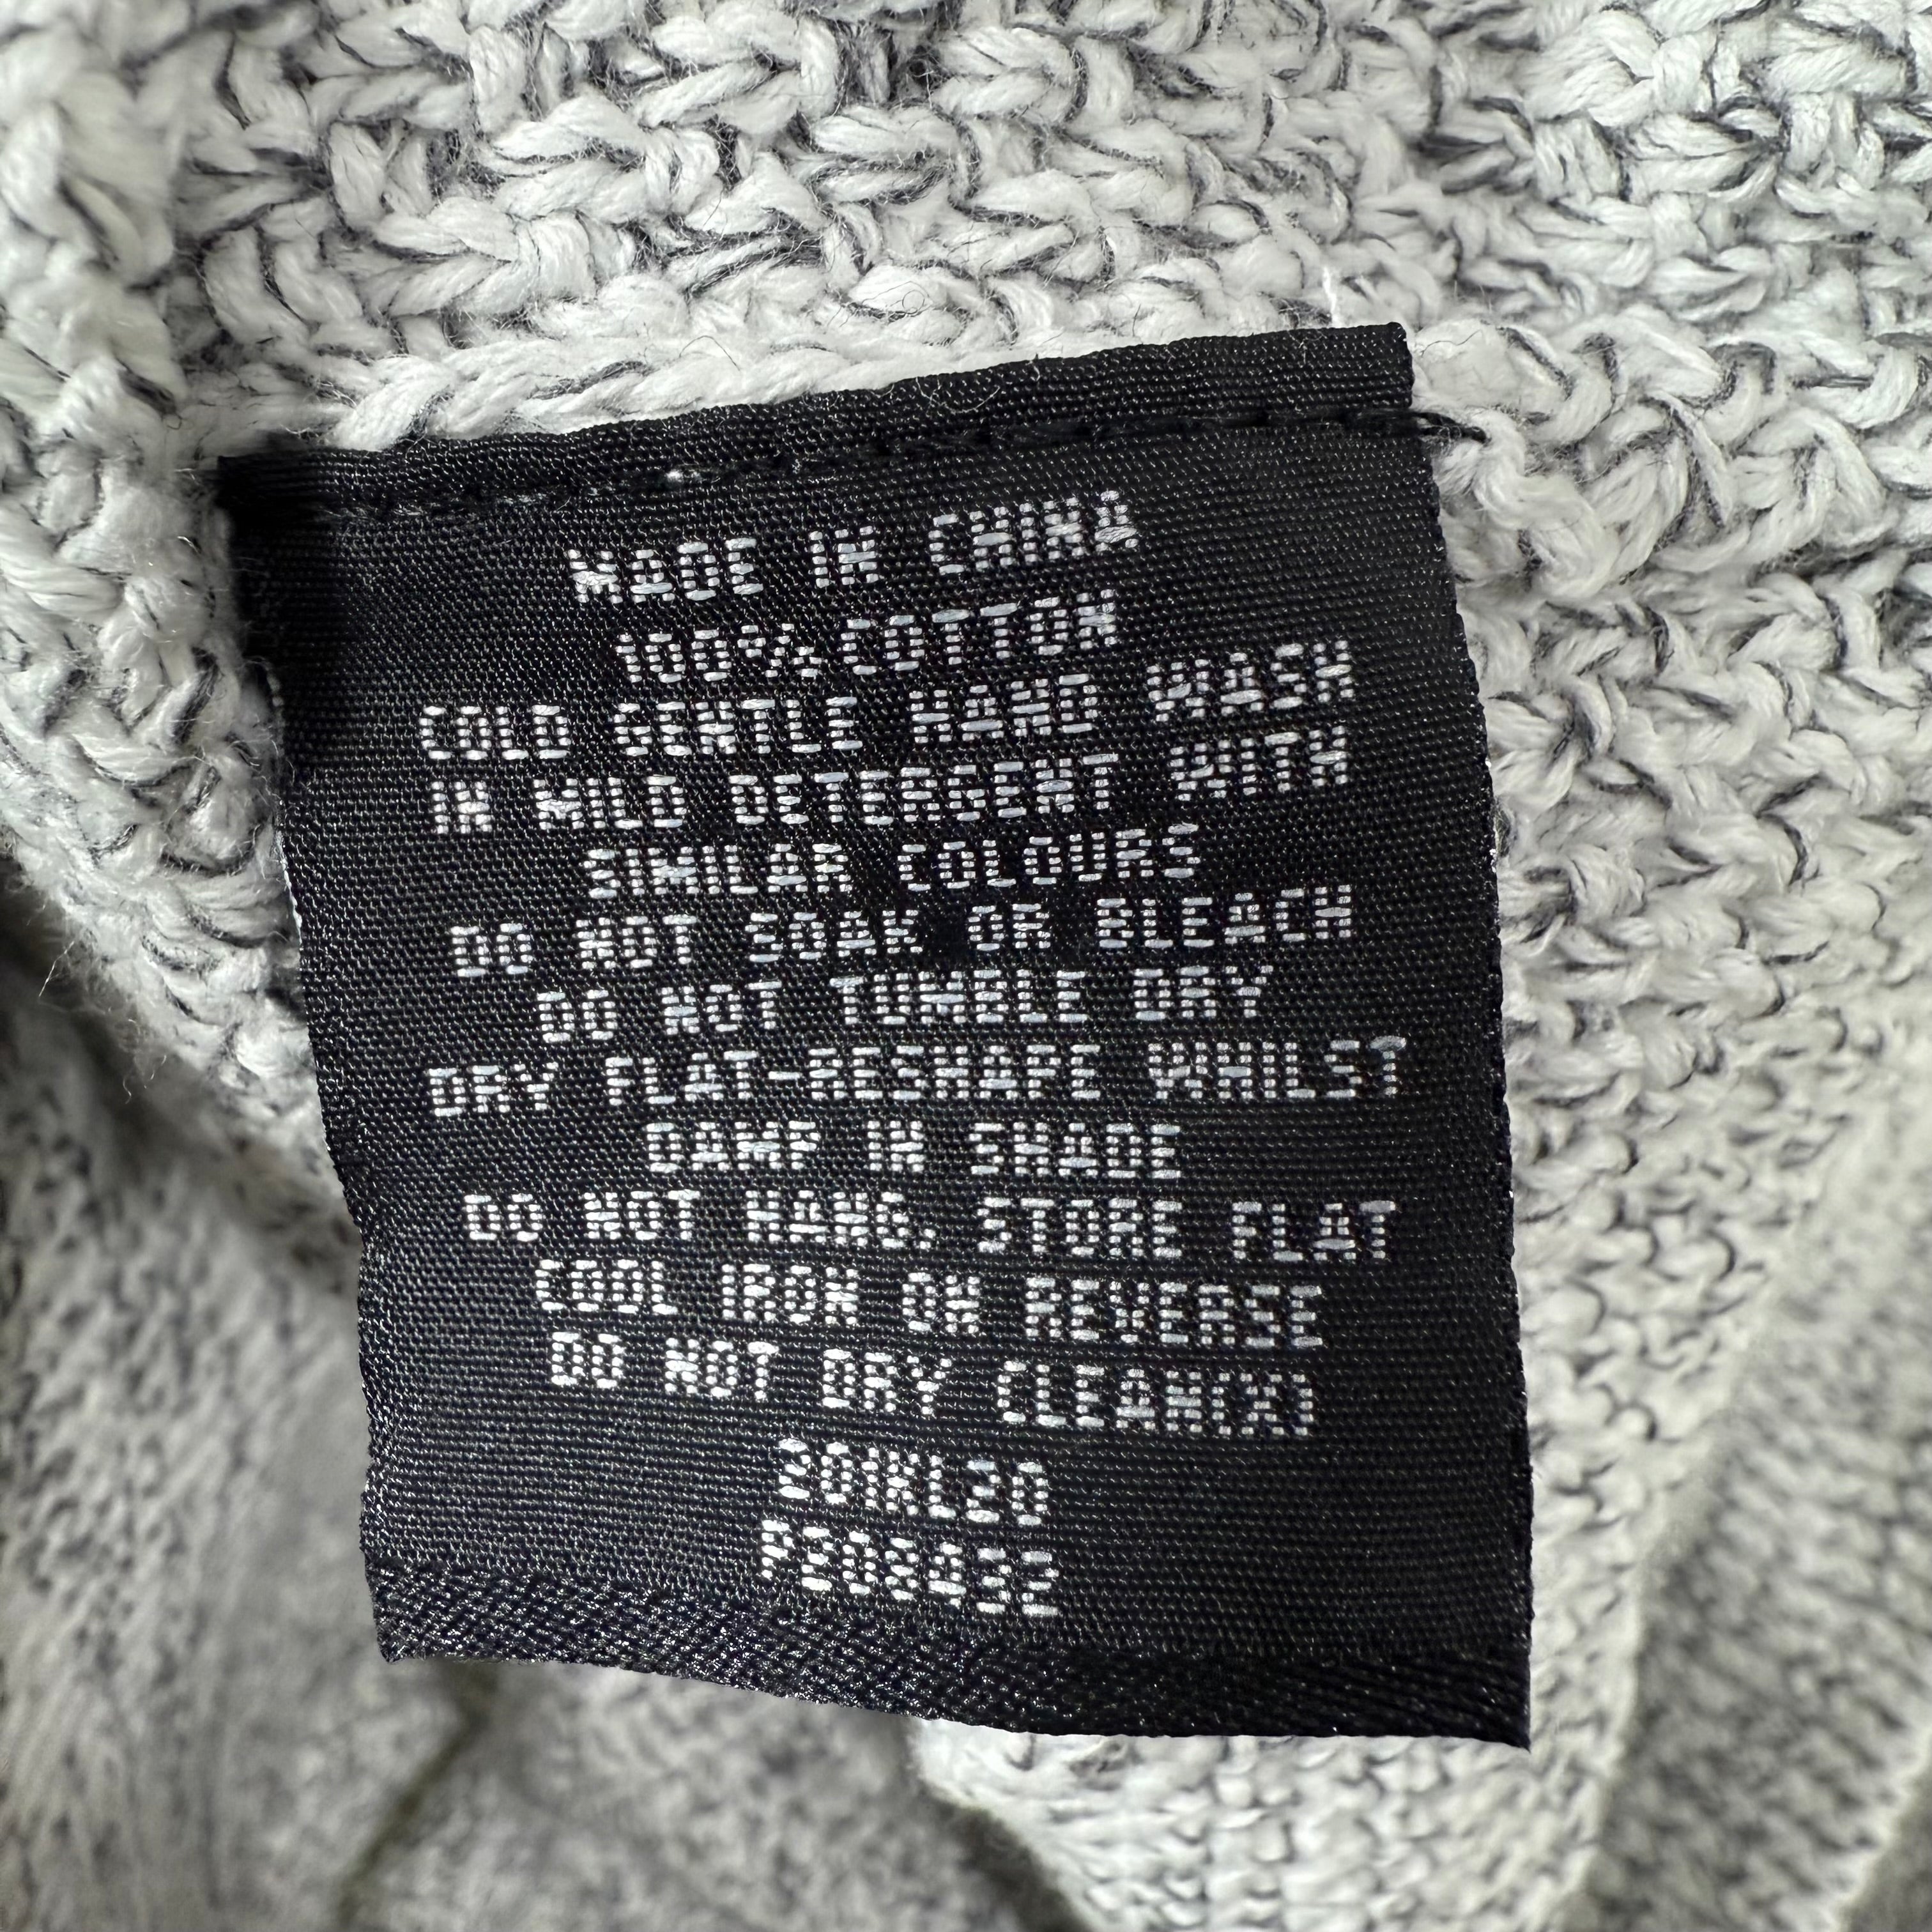 MADE IN CHINA
100% COTTON
COLD GENTLE HAND WASH
IN MILD DETERGENT WITH
SIMILAR COLOURS
DO NOT SOAK OR BLEACH
DO NOT TUMBLE DRY
DRY FLAT-RESHAPE WHILST
DAMP IN SHADE
DO NOT HANG, STORE FLAT
COOL IRON ON REVERSE
DO NOT DRY CLEAN(X)
201KL20
P208432